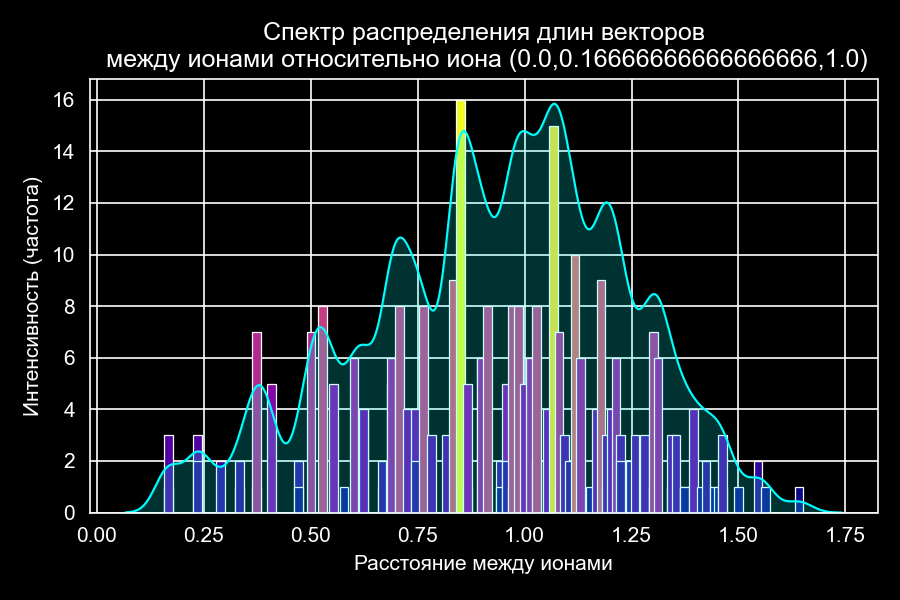 Спектр распределения длин векторов
между ионами относительно иона (0.0,0.16666666666666666,1.0)
Интенсивность (частота)
16
14
12
10
8
6
4
2
0
0.00 0.25 0.50 0.75 1.00 1.25 1.50 1.75
Расстояние между ионами